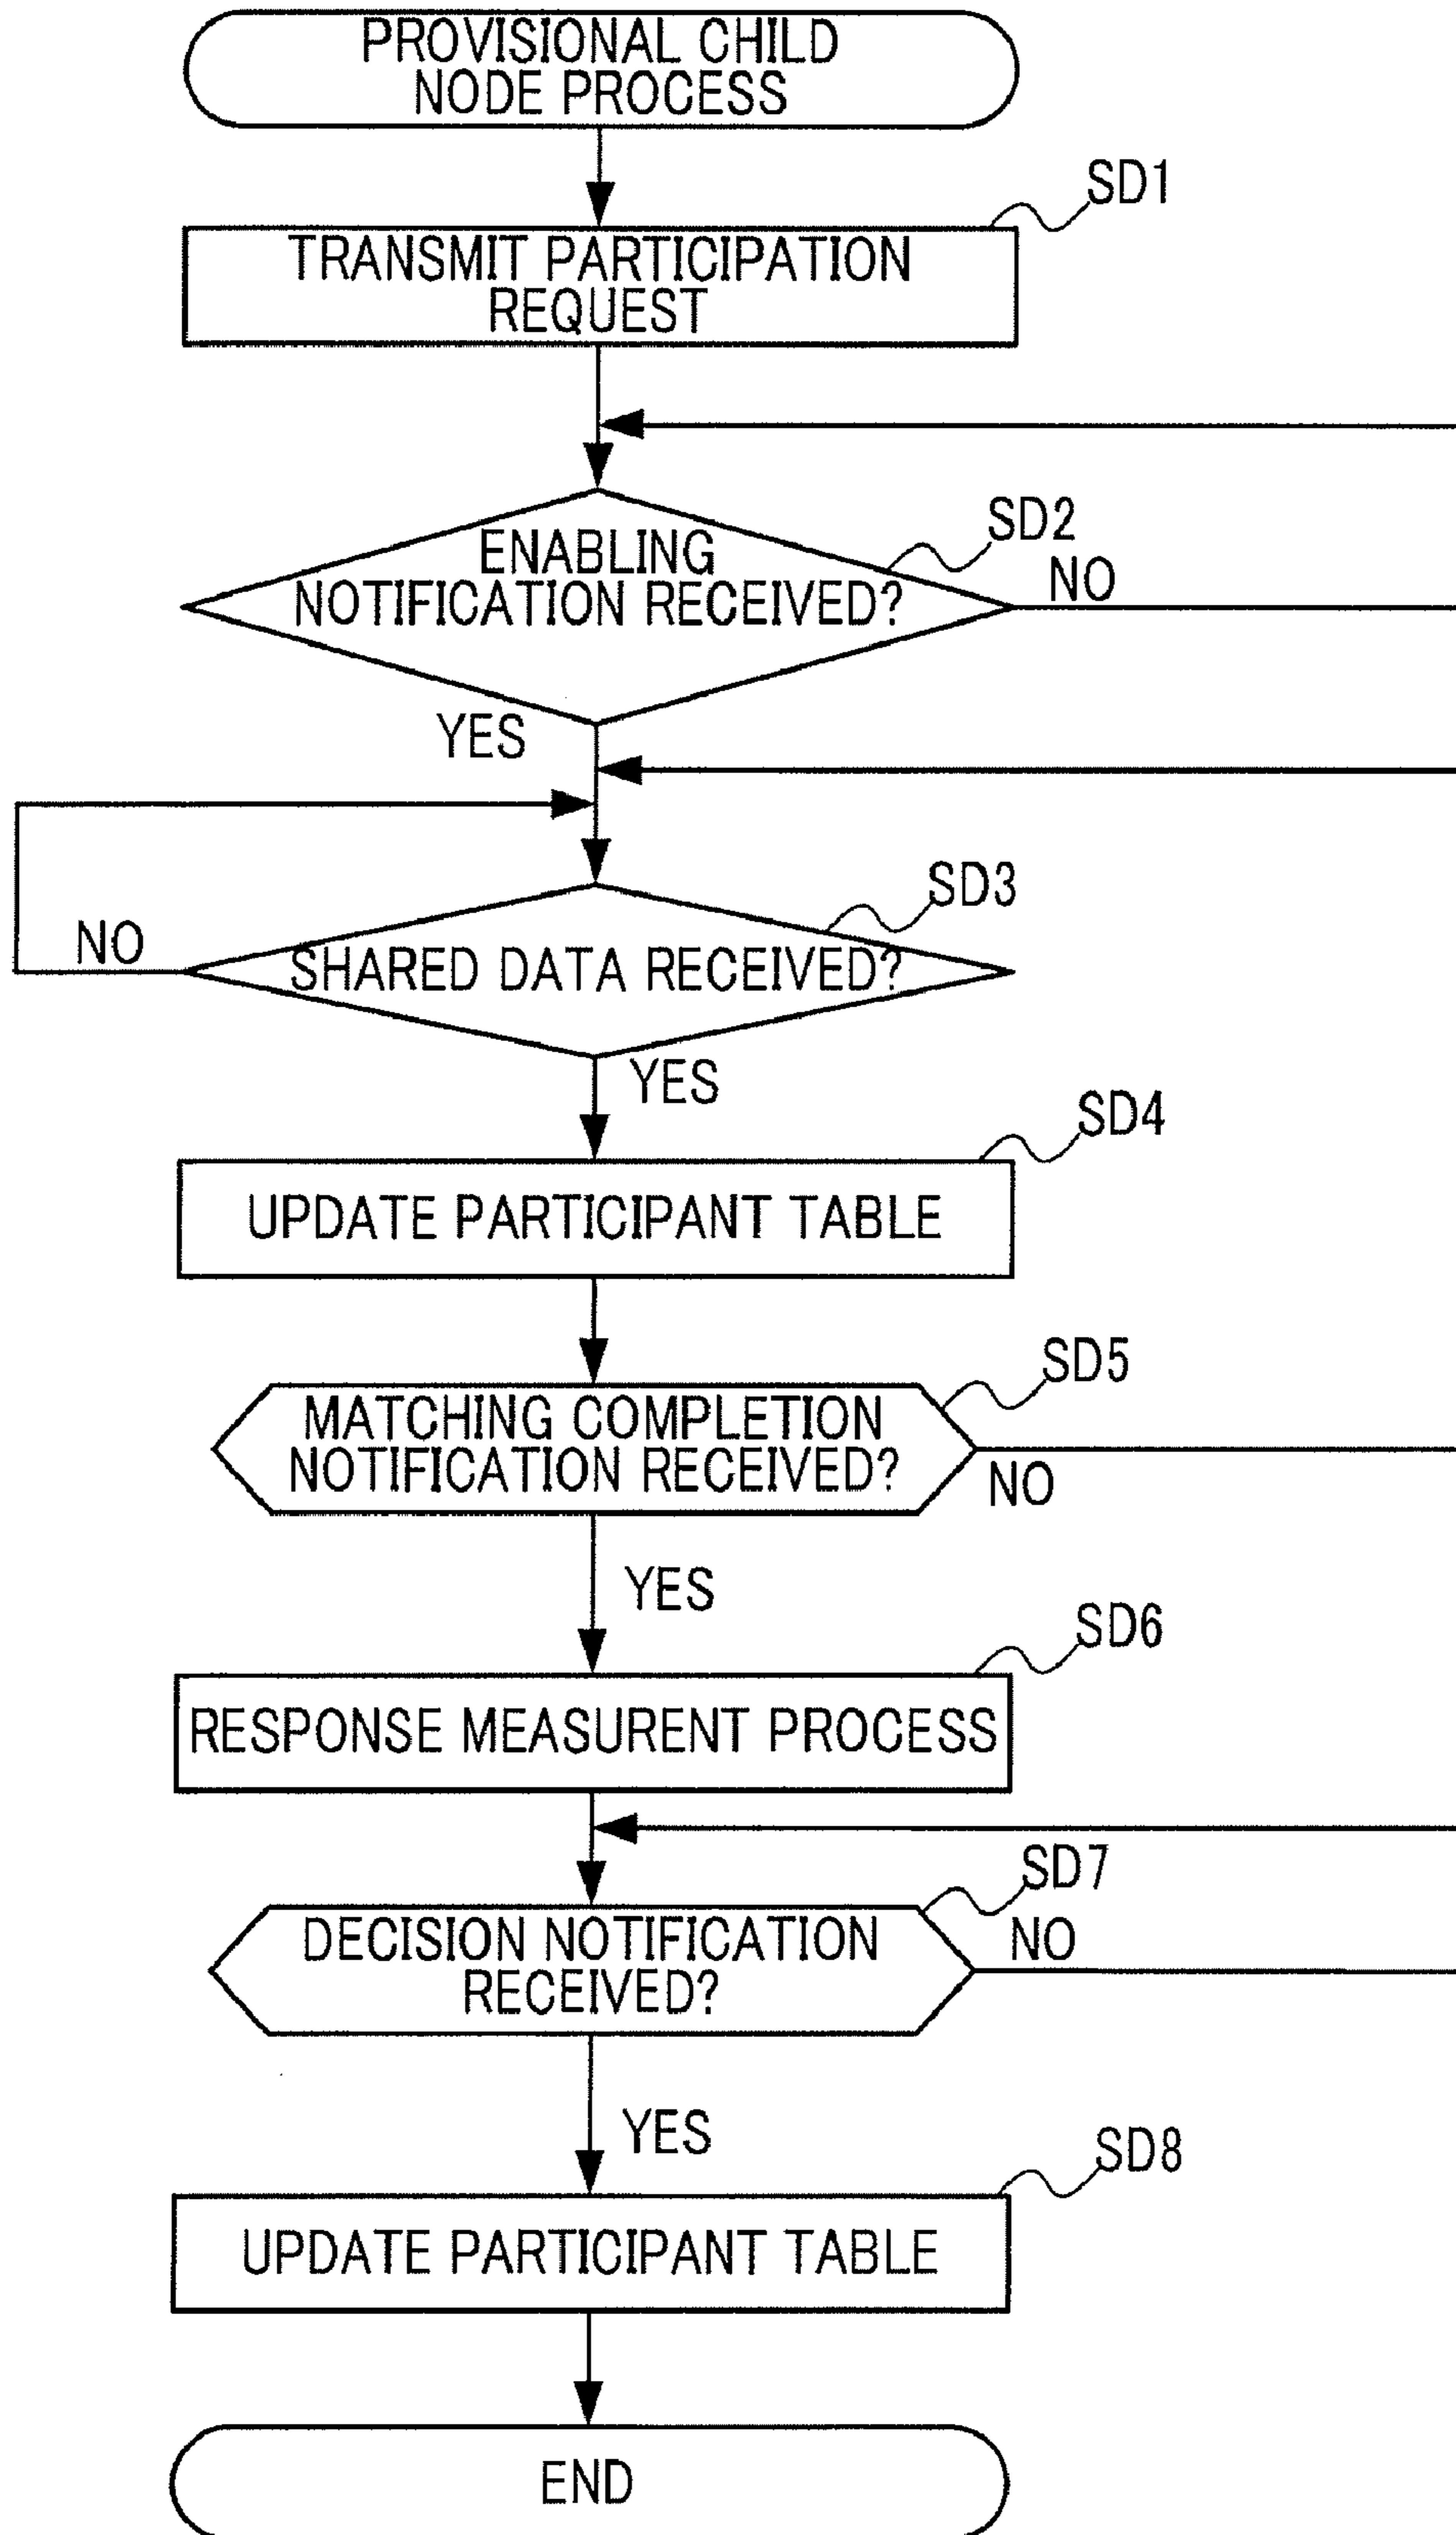 PROVISIONAL CHILD
NODE PROCESS
SD1
TRANSMIT PARTICIPATION
REQUEST
SD2
ENABLING
NOTIFICATION RECEIVED?
NO
YES
SD3
NO
SHARED DATA RECEIVED?
YES
SD4
UPDATE PARTICIPANT TABLE
SD5
MATCHING COMPLETION
NOTIFICATION RECEIVED?
NO
YES
SD6
RESPONSE MEASURENT PROCESS
SD7
DECISION NOTIFICATION
RECEIVED?
NO
YES
SD8
UPDATE PARTICIPANT TABLE
END